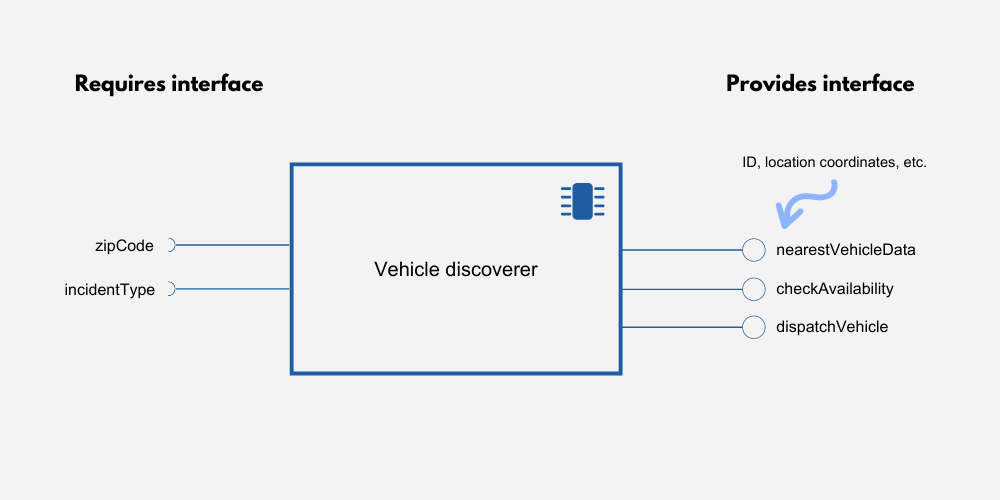 Requires interface
Provides interface
ID, location coordinates, etc.
zipCode
incidentType
Vehicle discoverer
nearestVehicleData
checkAvailability
dispatchVehicle